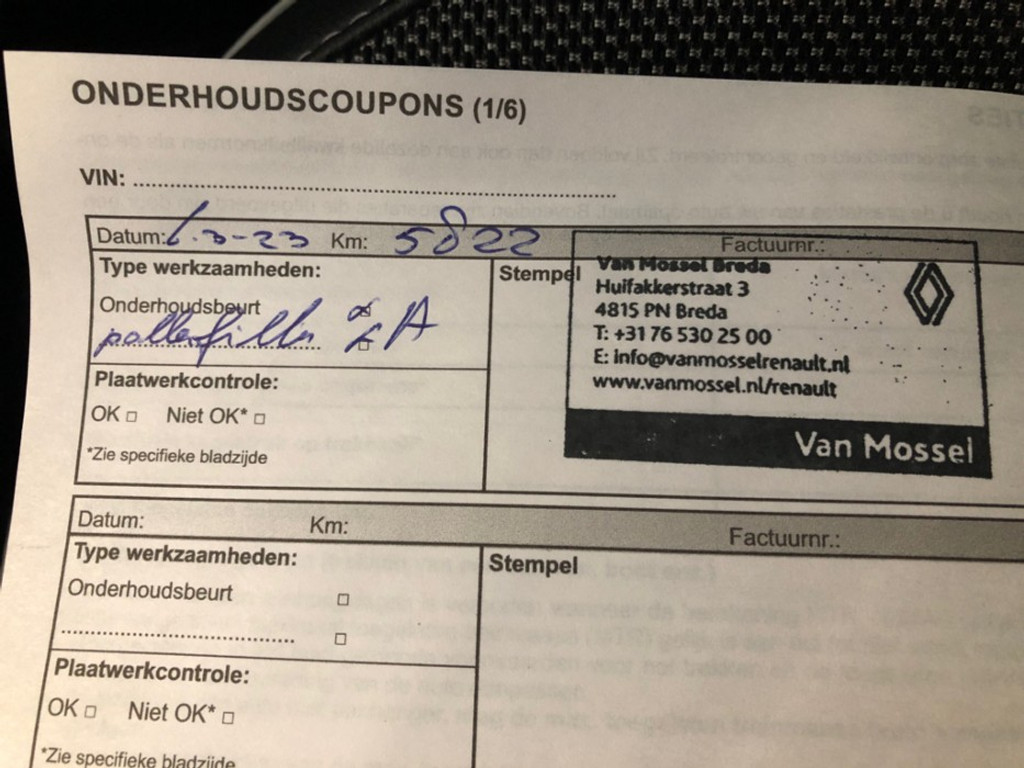 ONDERHOUDSCOUPONS (1/6)
VIN:
Datum: 6.3-23 Km: 5822 Factuurnr.:
Type werkzaamheden:
Onderhoudsbeurt
pollenfilter A
Plaatwerkcontrole:
OK Niet OK*
*Zie specifieke bladzijde
Stempel
Van Mossel Breda
Huifakkerstraat 3
4815 PN Breda
T: +31 76 530 25 00
E: info@vanmosselrenault.nl
www.vanmossel.nl/renault
Van Mossel
Datum: Km: Factuurnr.:
Type werkzaamheden:
Onderhoudsbeurt
Plaatwerkcontrole:
OK Niet OK*
*Zie specifieke bladzijde
Stempel